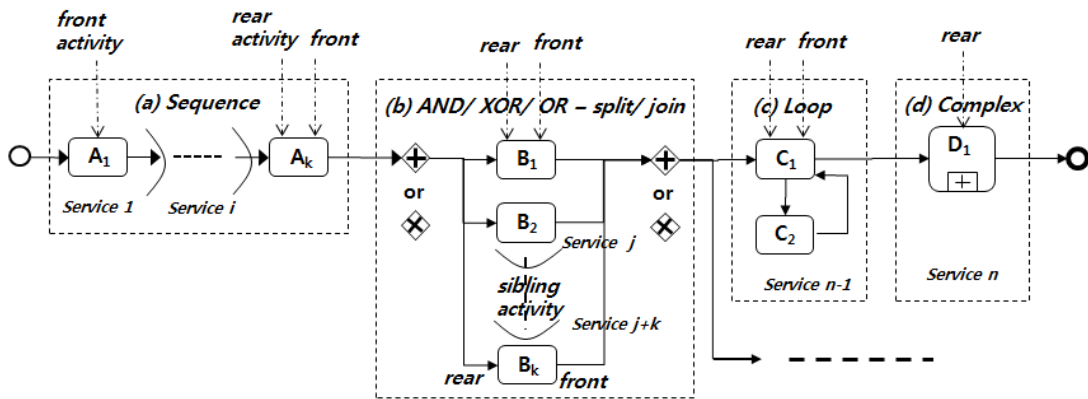 front
activity
rear
activity
front
rear
front
rear
front
rear
(a) Sequence
(b) AND/ XOR/ OR – split/ join
(c) Loop
(d) Complex
A1
Ak
B1
C1
D1
or
or
B2
C2
Service 1
Service i
Service j
Service n-1
Service n
sibling
activity
Service j+k
Bk
rear
front